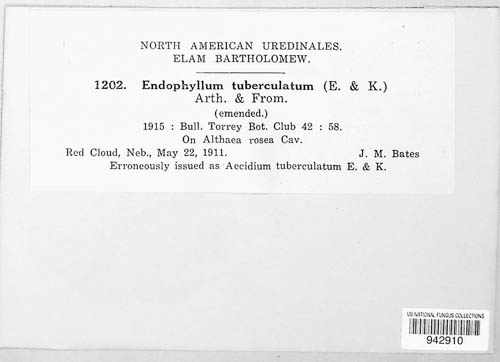 NORTH AMERICAN UREDINALES.
ELAM BARTHOLOMEW.
1202. Endophyllum tuberculatum (E. & K.)
Arth. & From.
(emended.)
1915 : Bull. Torrey Bot. Club 42 : 58.
On Althaea rosea Cav.
Red Cloud, Neb., May 22, 1911. J. M. Bates
Erroneously issued as Aecidium tuberculatum E. & K.
US NATIONAL FUNGUS COLLECTIONS
942910